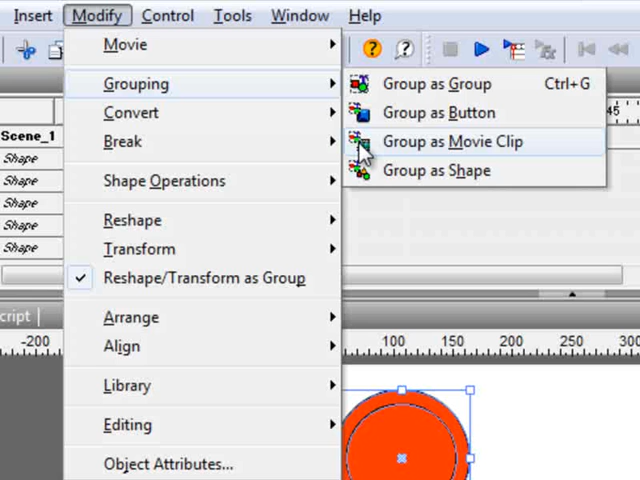 Insert Modify Control Tools Window Help
Movie
Grouping
Group as Group Ctrl+G
Convert
Group as Button
45
Scene_1
Break
Group as Movie Clip
Shape
Shape
Group as Shape
Shape Operations
Shape
Shape
Reshape
Shape
Transform
Reshape/Transform as Group
cript
Arrange
-200 100 150 200 250 300
Align
Library
Editing
Object Attributes...